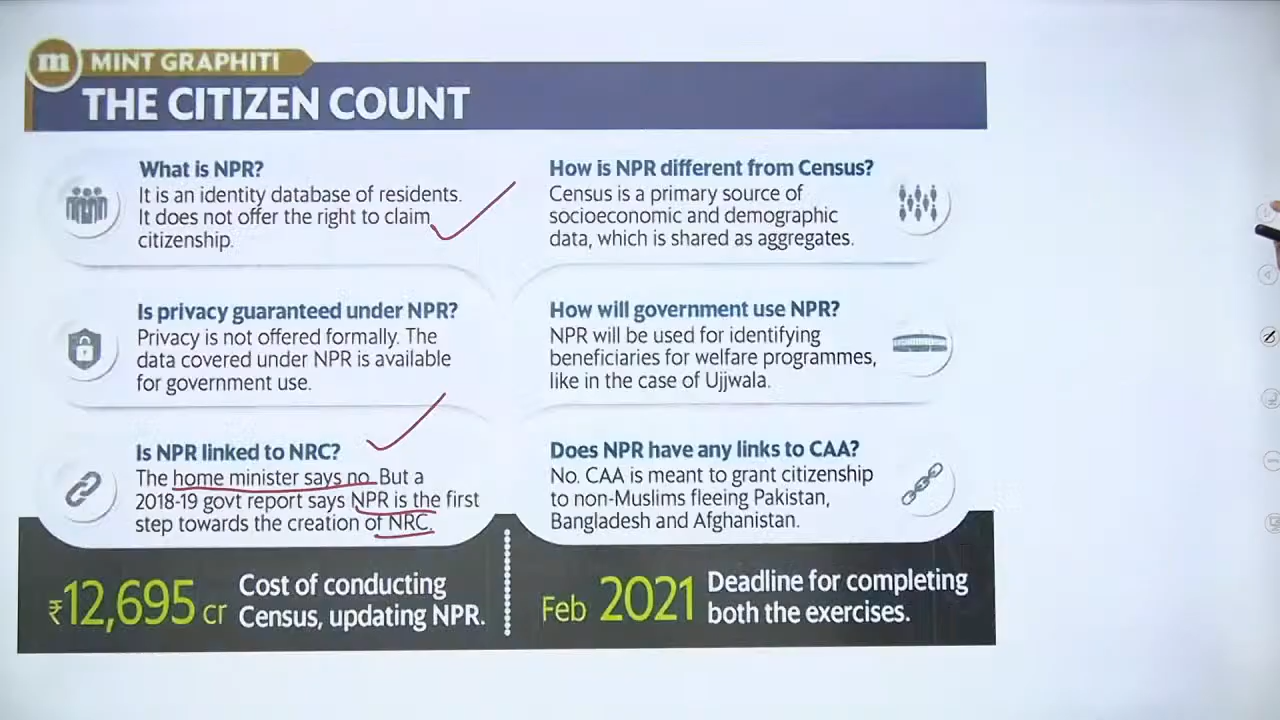 m MINT GRAPHITI
THE CITIZEN COUNT
What is NPR?
It is an identity database of residents.
It does not offer the right to claim
citizenship.
How is NPR different from Census?
Census is a primary source of
socioeconomic and demographic
data, which is shared as aggregates.
Is privacy guaranteed under NPR?
Privacy is not offered formally. The
data covered under NPR is available
for government use.
How will government use NPR?
NPR will be used for identifying
beneficiaries for welfare programmes,
like in the case of Ujjwala.
Is NPR linked to NRC?
The home minister says no. But a
2018-19 govt report says NPR is the first
step towards the creation of NRC.
Does NPR have any links to CAA?
No. CAA is meant to grant citizenship
to non-Muslims fleeing Pakistan,
Bangladesh and Afghanistan.
₹12,695 cr
Cost of conducting
Census, updating NPR.
Feb 2021
Deadline for completing
both the exercises.